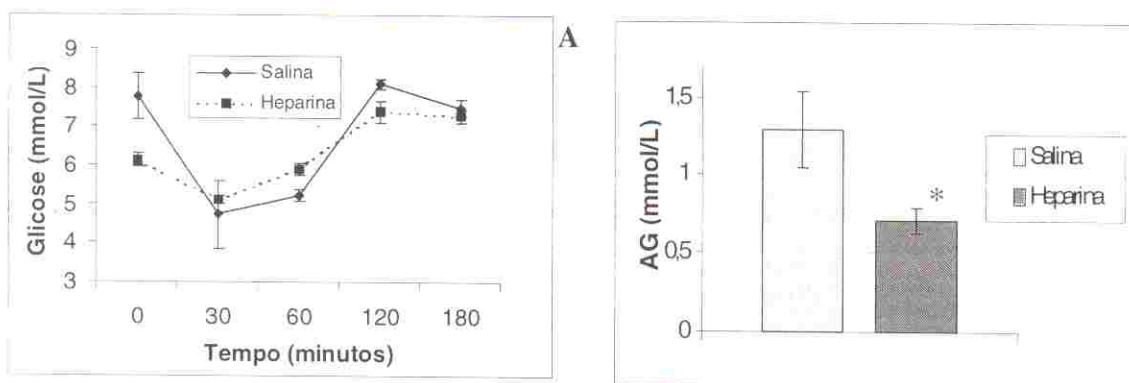 A
9
8
7
6
5
4
3
Glicose (mmol/L)
Salina
Heparina
0 30 60 120 180
Tempo (minutos)
1,5
1
0,5
0
AG (mmol/L)
*
Salina
Heparina